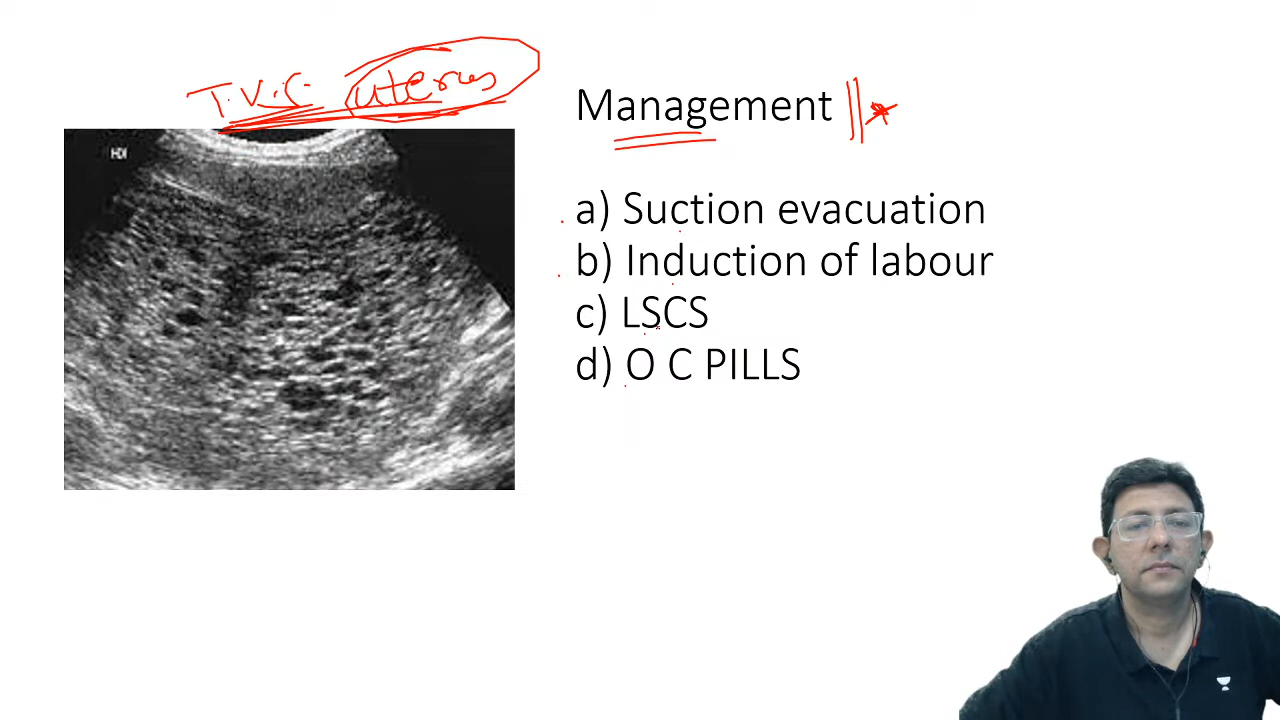 T.V.S uterus
Management
HDI
a) Suction evacuation
b) Induction of labour
c) LSCS
d) O C PILLS